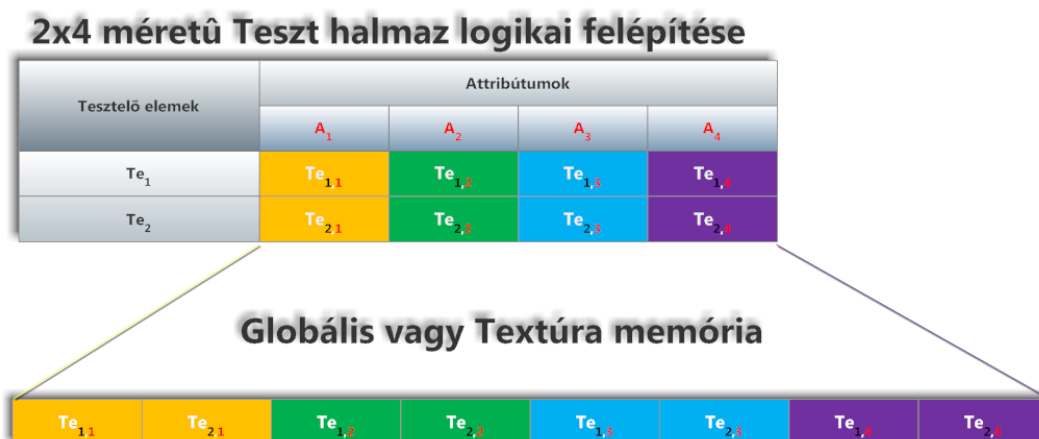 2x4 méretû Teszt halmaz logikai felépítése
Tesztelő elemek Attribútumok
A1 A2 A3 A4
Te1 Te1,1 Te1,2 Te1,3 Te1,4
Te2 Te2,1 Te2,2 Te2,3 Te2,4
Globális vagy Textúra memória
Te1,1 Te2,1 Te1,2 Te2,2 Te1,3 Te2,3 Te1,4 Te2,4